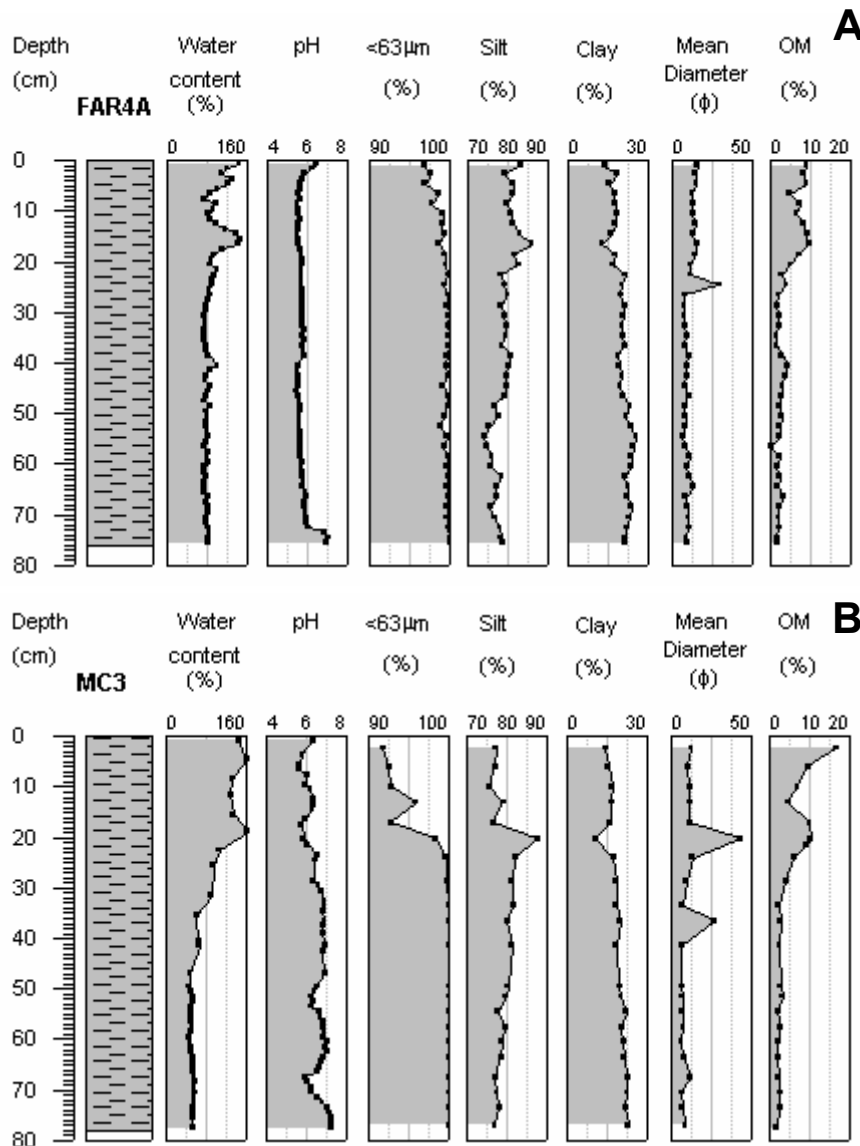 A
Depth Water pH <63µm Silt Clay Mean OM
(cm) content (%) (%) (%) Diameter (%)
FAR4A (%) (ϕ)
0 160 4 6 8 90 100 70 80 90 0 30 0 50 0 10 20
0
10
20
30
40
50
60
70
80
B
Depth Water pH <63µm Silt Clay Mean OM
(cm) content (%) (%) (%) Diameter (%)
MC3 (%) (ϕ)
0 160 4 6 8 90 100 70 80 90 0 30 0 50 0 10 20
0
10
20
30
40
50
60
70
80